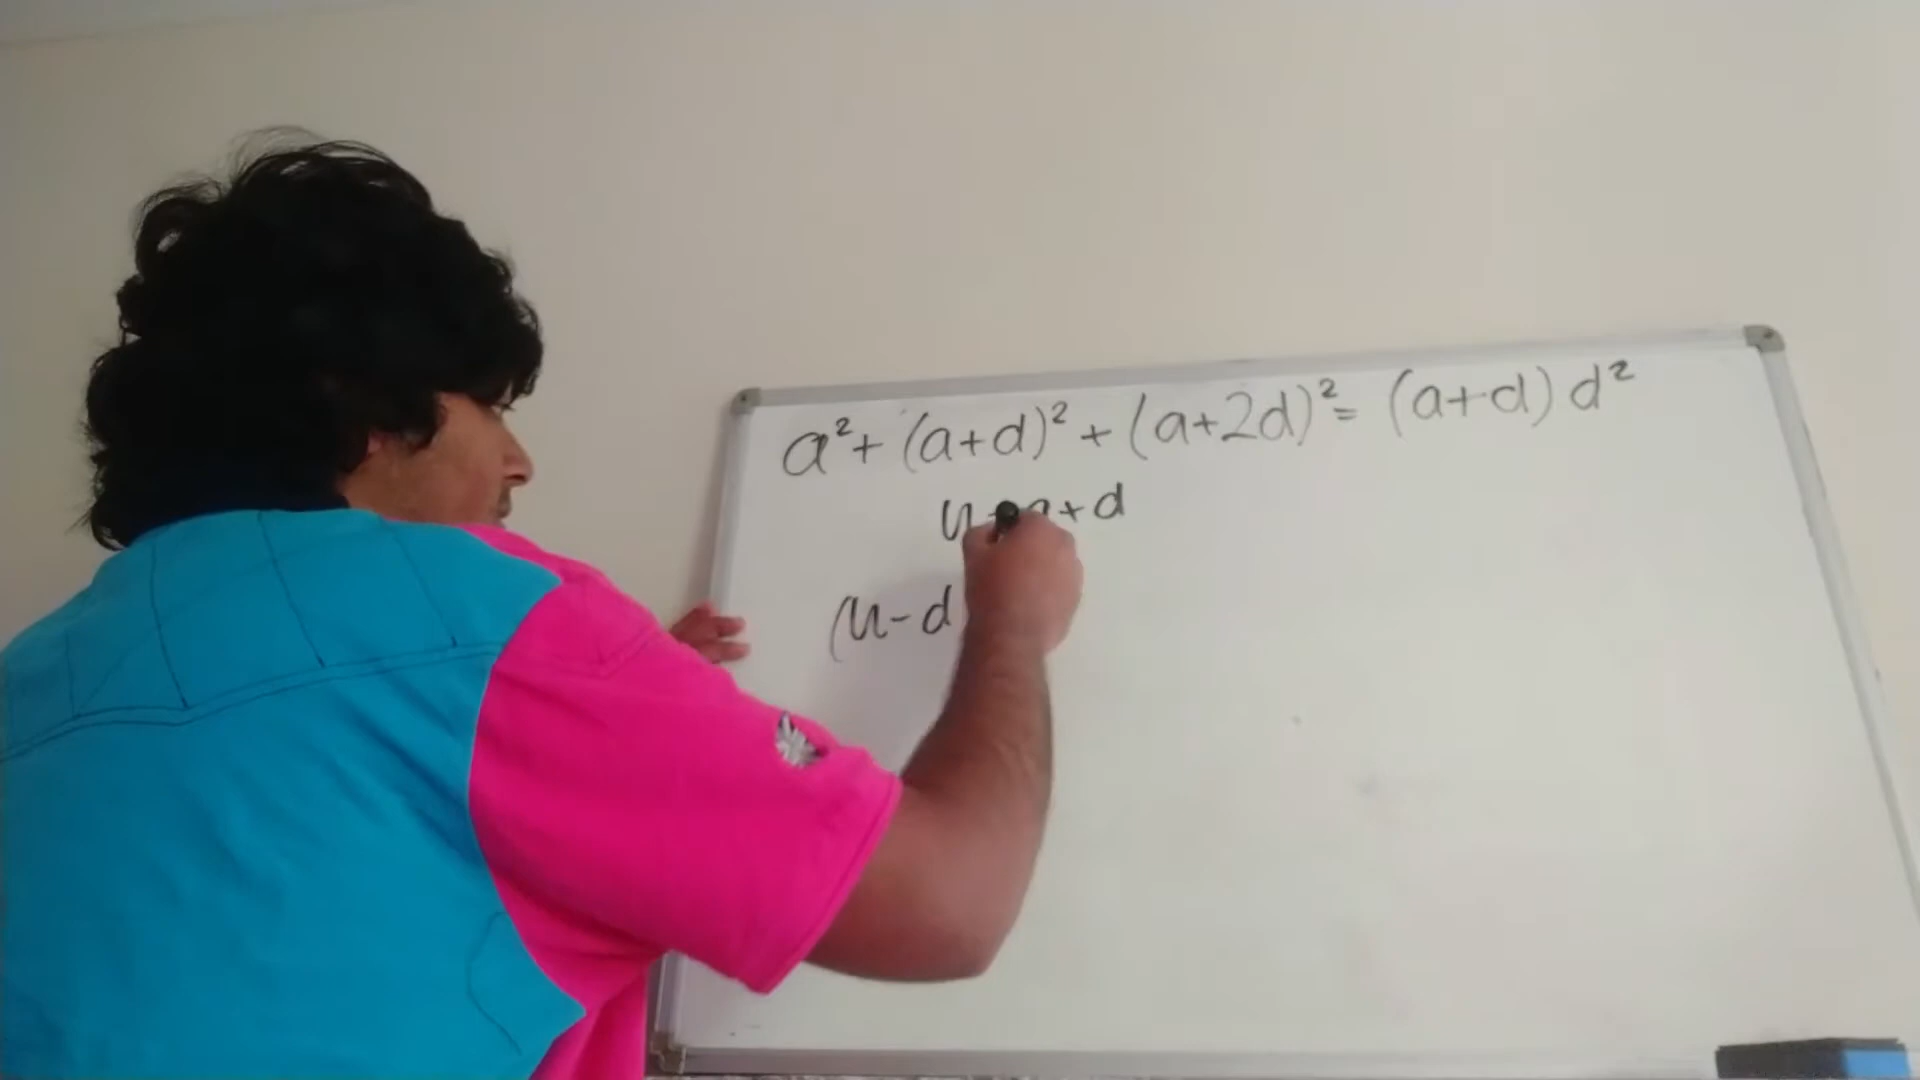 a² + (a+d)² + (a+2d)² = (a+d) d²
u = a+d
(u-d